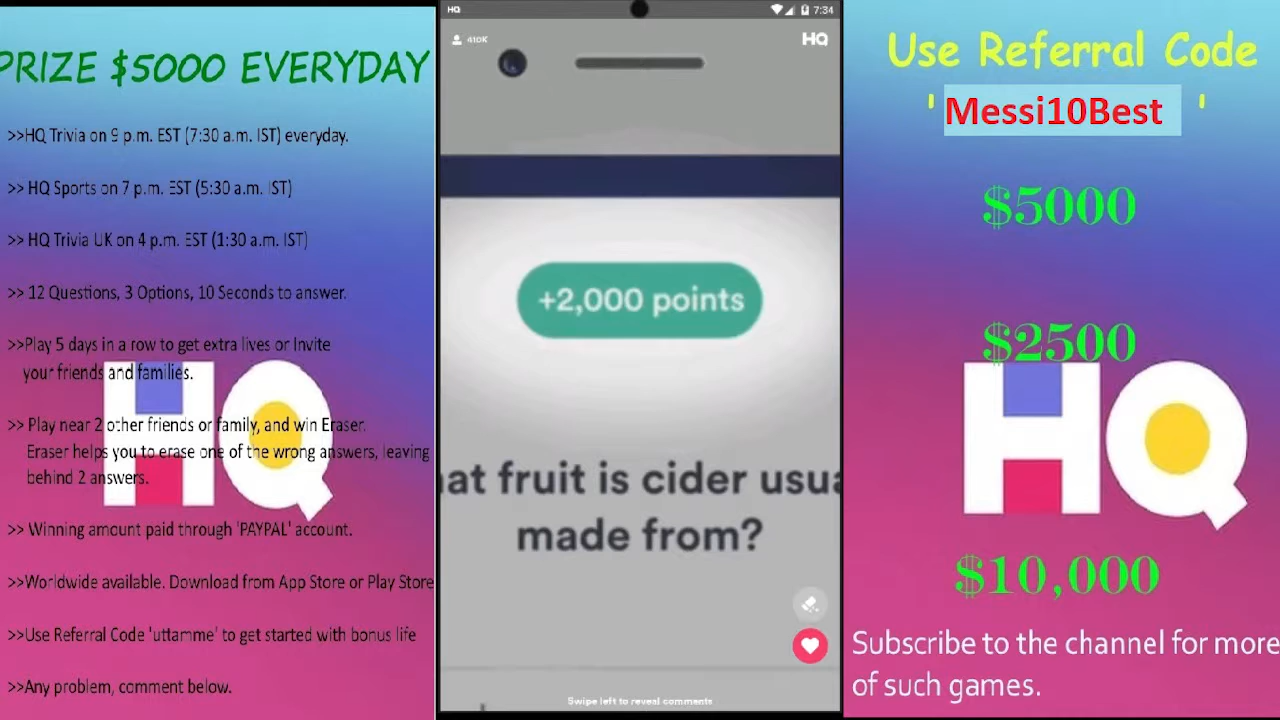 PRIZE $5000 EVERYDAY
>>HQ Trivia on 9 p.m. EST (7:30 a.m. IST) everyday.
>> HQ Sports on 7 p.m. EST (5:30 a.m. IST)
>> HQ Trivia UK on 4 p.m. EST (1:30 a.m. IST)
>> 12 Questions, 3 Options, 10 Seconds to answer.
>>Play 5 days in a row to get extra lives or Invite
your friends and families.
>> Play near 2 other friends or family, and win Eraser.
Eraser helps you to erase one of the wrong answers, leaving
behind 2 answers.
HQ
>> Winning amount paid through 'PAYPAL' account.
>>Worldwide available. Download from App Store or Play Store
>>Use Referral Code 'uttamme' to get started with bonus life
>>Any problem, comment below.
HQ
7:34
410K
HQ
+2,000 points
hat fruit is cider usua
made from?
Swipe left to reveal comments
Use Referral Code
' Messi10Best '
$5000
$2500
HQ
$10,000
Subscribe to the channel for more
of such games.